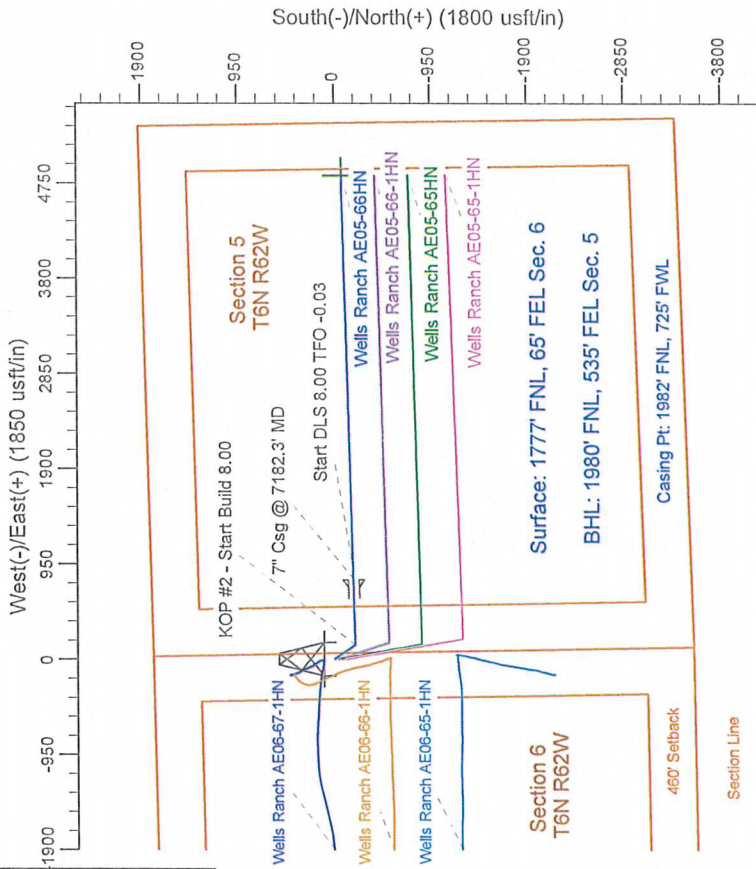 South(-)/North(+) (1800 usft/in)
1900
950
0
-950
-1900
-2850
-3800
West(-)/East(+) (1850 usft/in)
4750
3800
2850
1900
950
0
-950
-1900
Section 5
T6N R62W
Wells Ranch AE05-66HN
Wells Ranch AE05-66-1HN
Wells Ranch AE05-65HN
Wells Ranch AE05-65-1HN
KOP #2 - Start Build 8.00
7" Csg @ 7182.3' MD
Start DLS 8.00 TFO -0.03
Surface: 1777' FNL, 65' FEL Sec. 6
BHL: 1980' FNL, 535' FEL Sec. 5
Casing Pt: 1982' FNL, 725' FWL
Wells Ranch AE06-67-1HN
Wells Ranch AE06-66-1HN
Wells Ranch AE06-65-1HN
Section 6
T6N R62W
460' Setback
Section Line